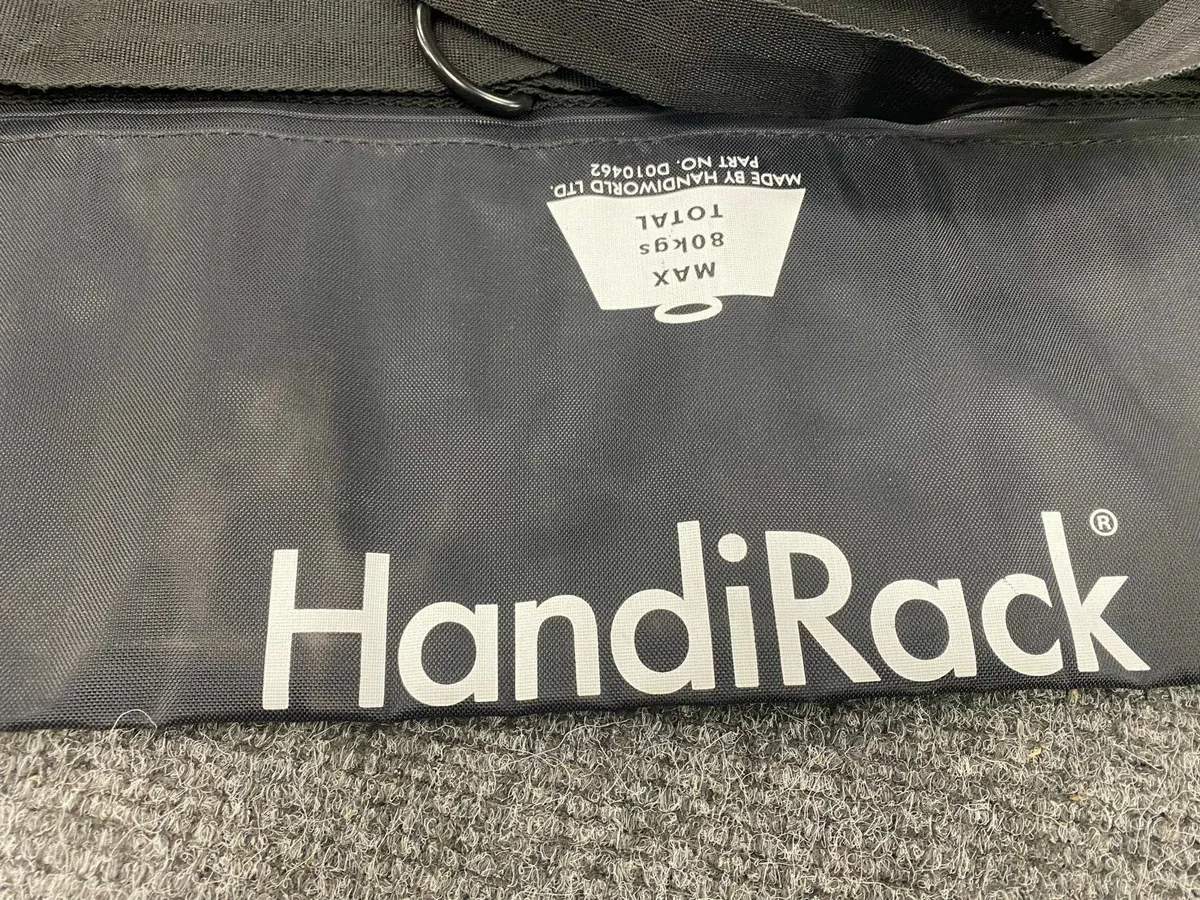 MAX
80kgs
TOTAL
MADE BY HANDIWORLD LTD.
PART NO. D010462
HandiRack®